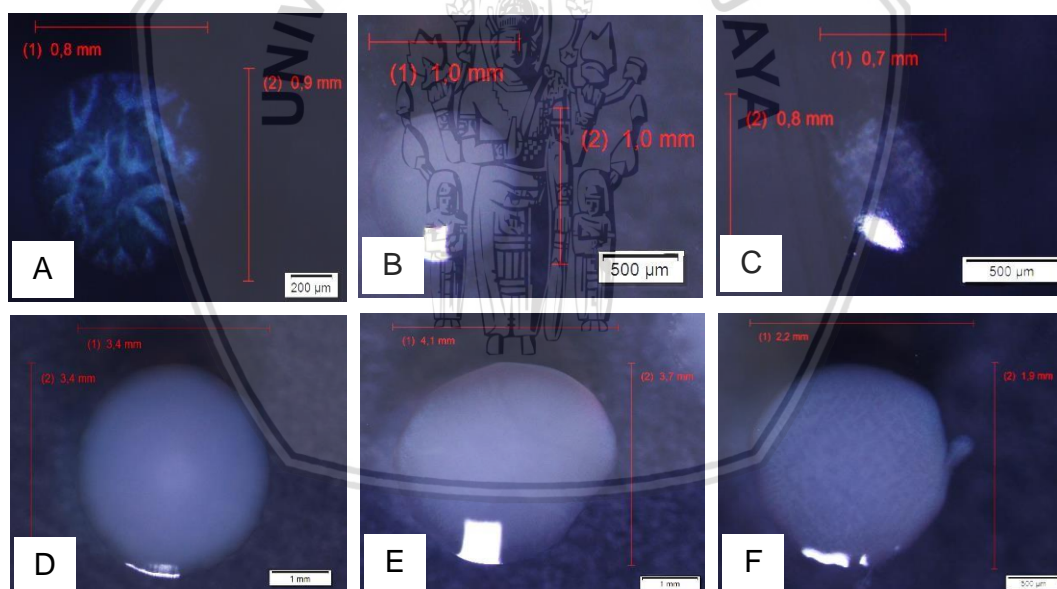 (1) 0,8 mm
(2) 0,9 mm
A
200 µm
UNIV
(1) 1,0 mm
(2) 1,0 mm
B
500 µm
AYA
(1) 0,7 mm
(2) 0,8 mm
C
500 µm
(1) 3,4 mm
(2) 3,4 mm
D
1 mm
(1) 4,1 mm
(2) 3,7 mm
E
1 mm
(1) 2,2 mm
(2) 1,9 mm
F
500 µm